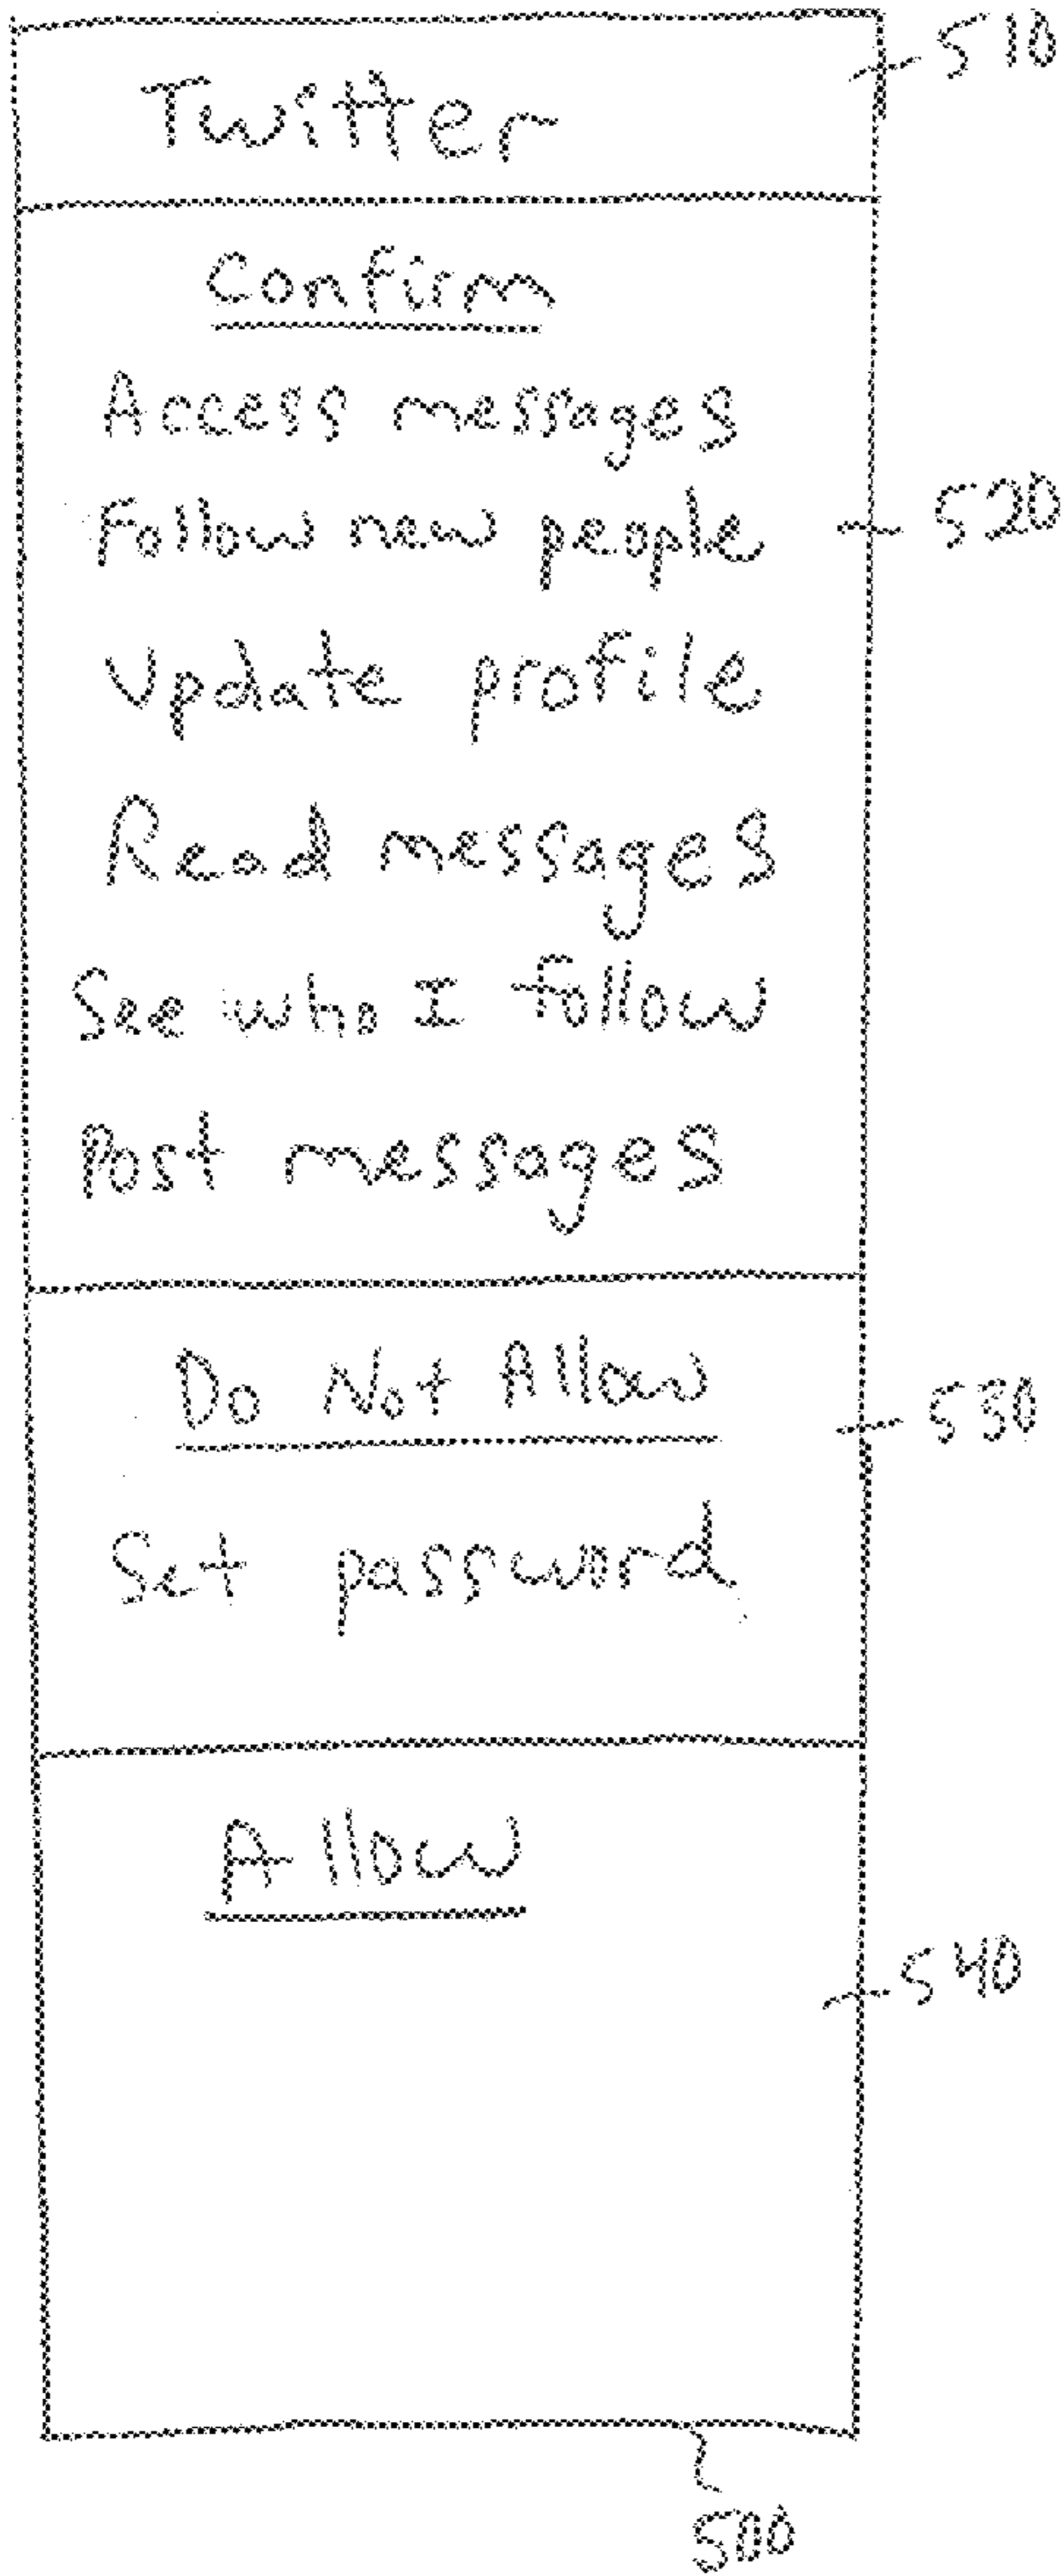 Twitter 510
Confirm
Access messages
Follow new people 520
Update profile
Read messages
See who I follow
Post messages
Do Not Allow 530
Set password
Allow
540
500